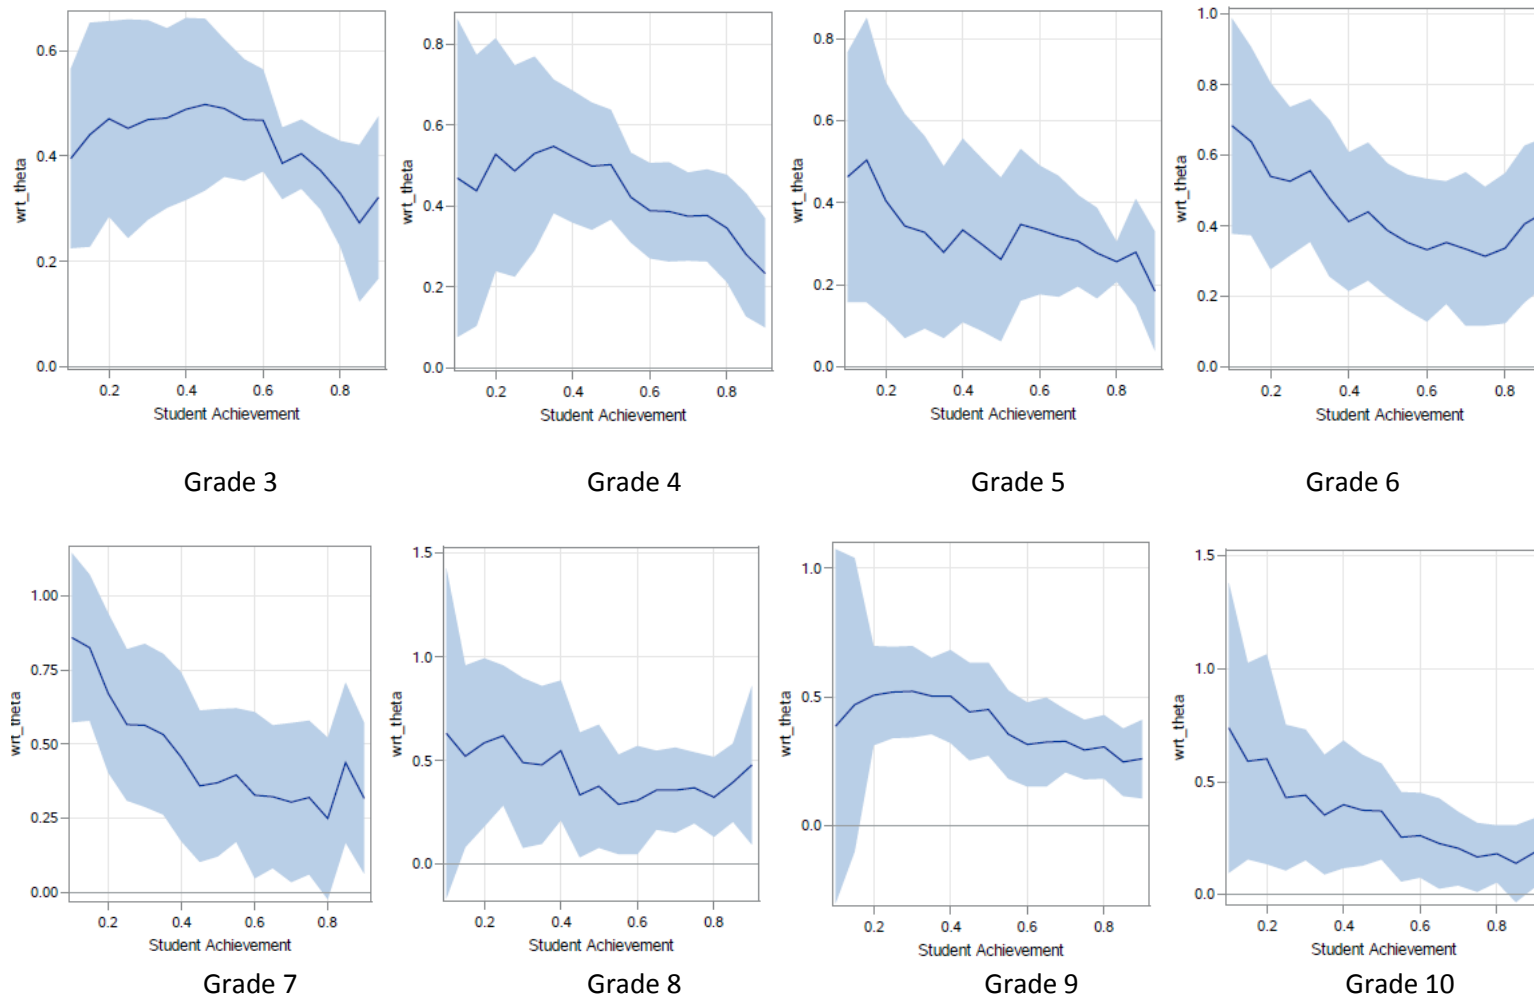 0.6
0.4
0.2
0.0
wrt_theta
0.2 0.4 0.6 0.8
Student Achievement
Grade 3
0.8
0.6
0.4
0.2
0.0
wrt_theta
0.2 0.4 0.6 0.8
Student Achievement
Grade 4
0.8
0.6
0.4
0.2
0.0
wrt_theta
0.2 0.4 0.6 0.8
Student Achievement
Grade 5
1.0
0.8
0.6
0.4
0.2
0.0
wrt_theta
0.2 0.4 0.6 0.8
Student Achievement
Grade 6
1.00
0.75
0.50
0.25
0.00
wrt_theta
0.2 0.4 0.6 0.8
Student Achievement
Grade 7
1.5
1.0
0.5
0.0
wrt_theta
0.2 0.4 0.6 0.8
Student Achievement
Grade 8
1.0
0.5
0.0
wrt_theta
0.2 0.4 0.6 0.8
Student Achievement
Grade 9
1.5
1.0
0.5
0.0
wrt_theta
0.2 0.4 0.6 0.8
Student Achievement
Grade 10